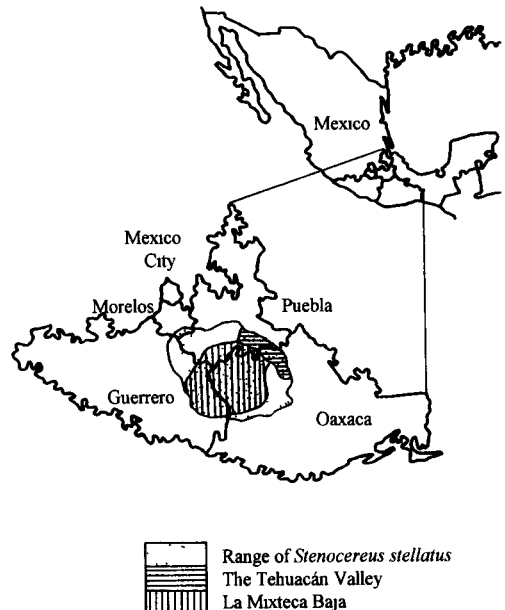 Mexico
Mexico
City
Morelos
Puebla
Guerrero
Oaxaca
Range of Stenocereus stellatus
The Tehuacán Valley
La Mixteca Baja